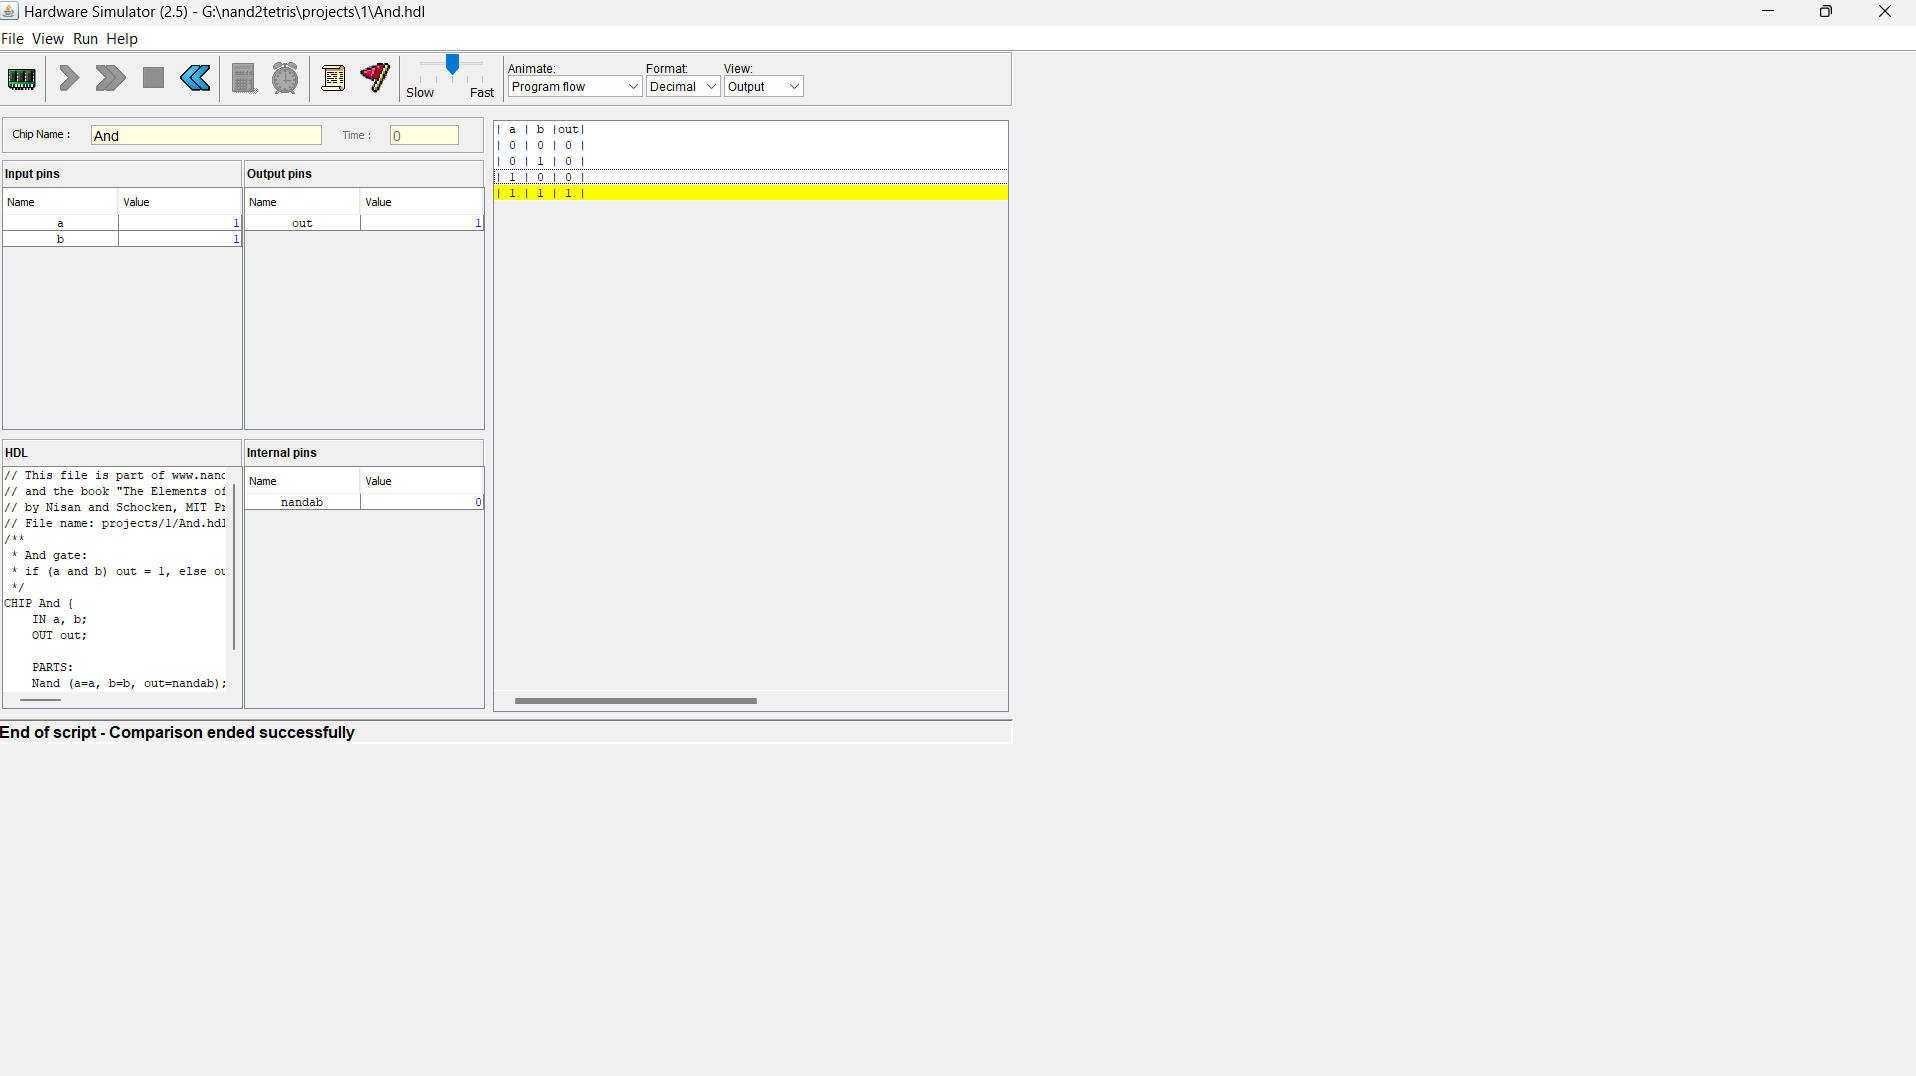 Hardware Simulator (2.5) - G:\nand2tetris\projects\1\And.hdl
File View Run Help
Slow Fast
Animate: Format: View:
Program flow Decimal Output
Chip Name : And Time : 0
Input pins
Name Value
a 1
b 1
Output pins
Name Value
out 1
| a | b |out|
| 0 | 0 | 0 |
| 0 | 1 | 0 |
| 1 | 0 | 0 |
| 1 | 1 | 1 |
HDL
// This file is part of www.nand
// and the book "The Elements of
// by Nisan and Schocken, MIT Pr
// File name: projects/1/And.hdl
/**
* And gate:
* if (a and b) out = 1, else ou
*/
CHIP And {
IN a, b;
OUT out;
PARTS:
Nand (a=a, b=b, out=nandab);
Internal pins
Name Value
nandab 0
End of script - Comparison ended successfully